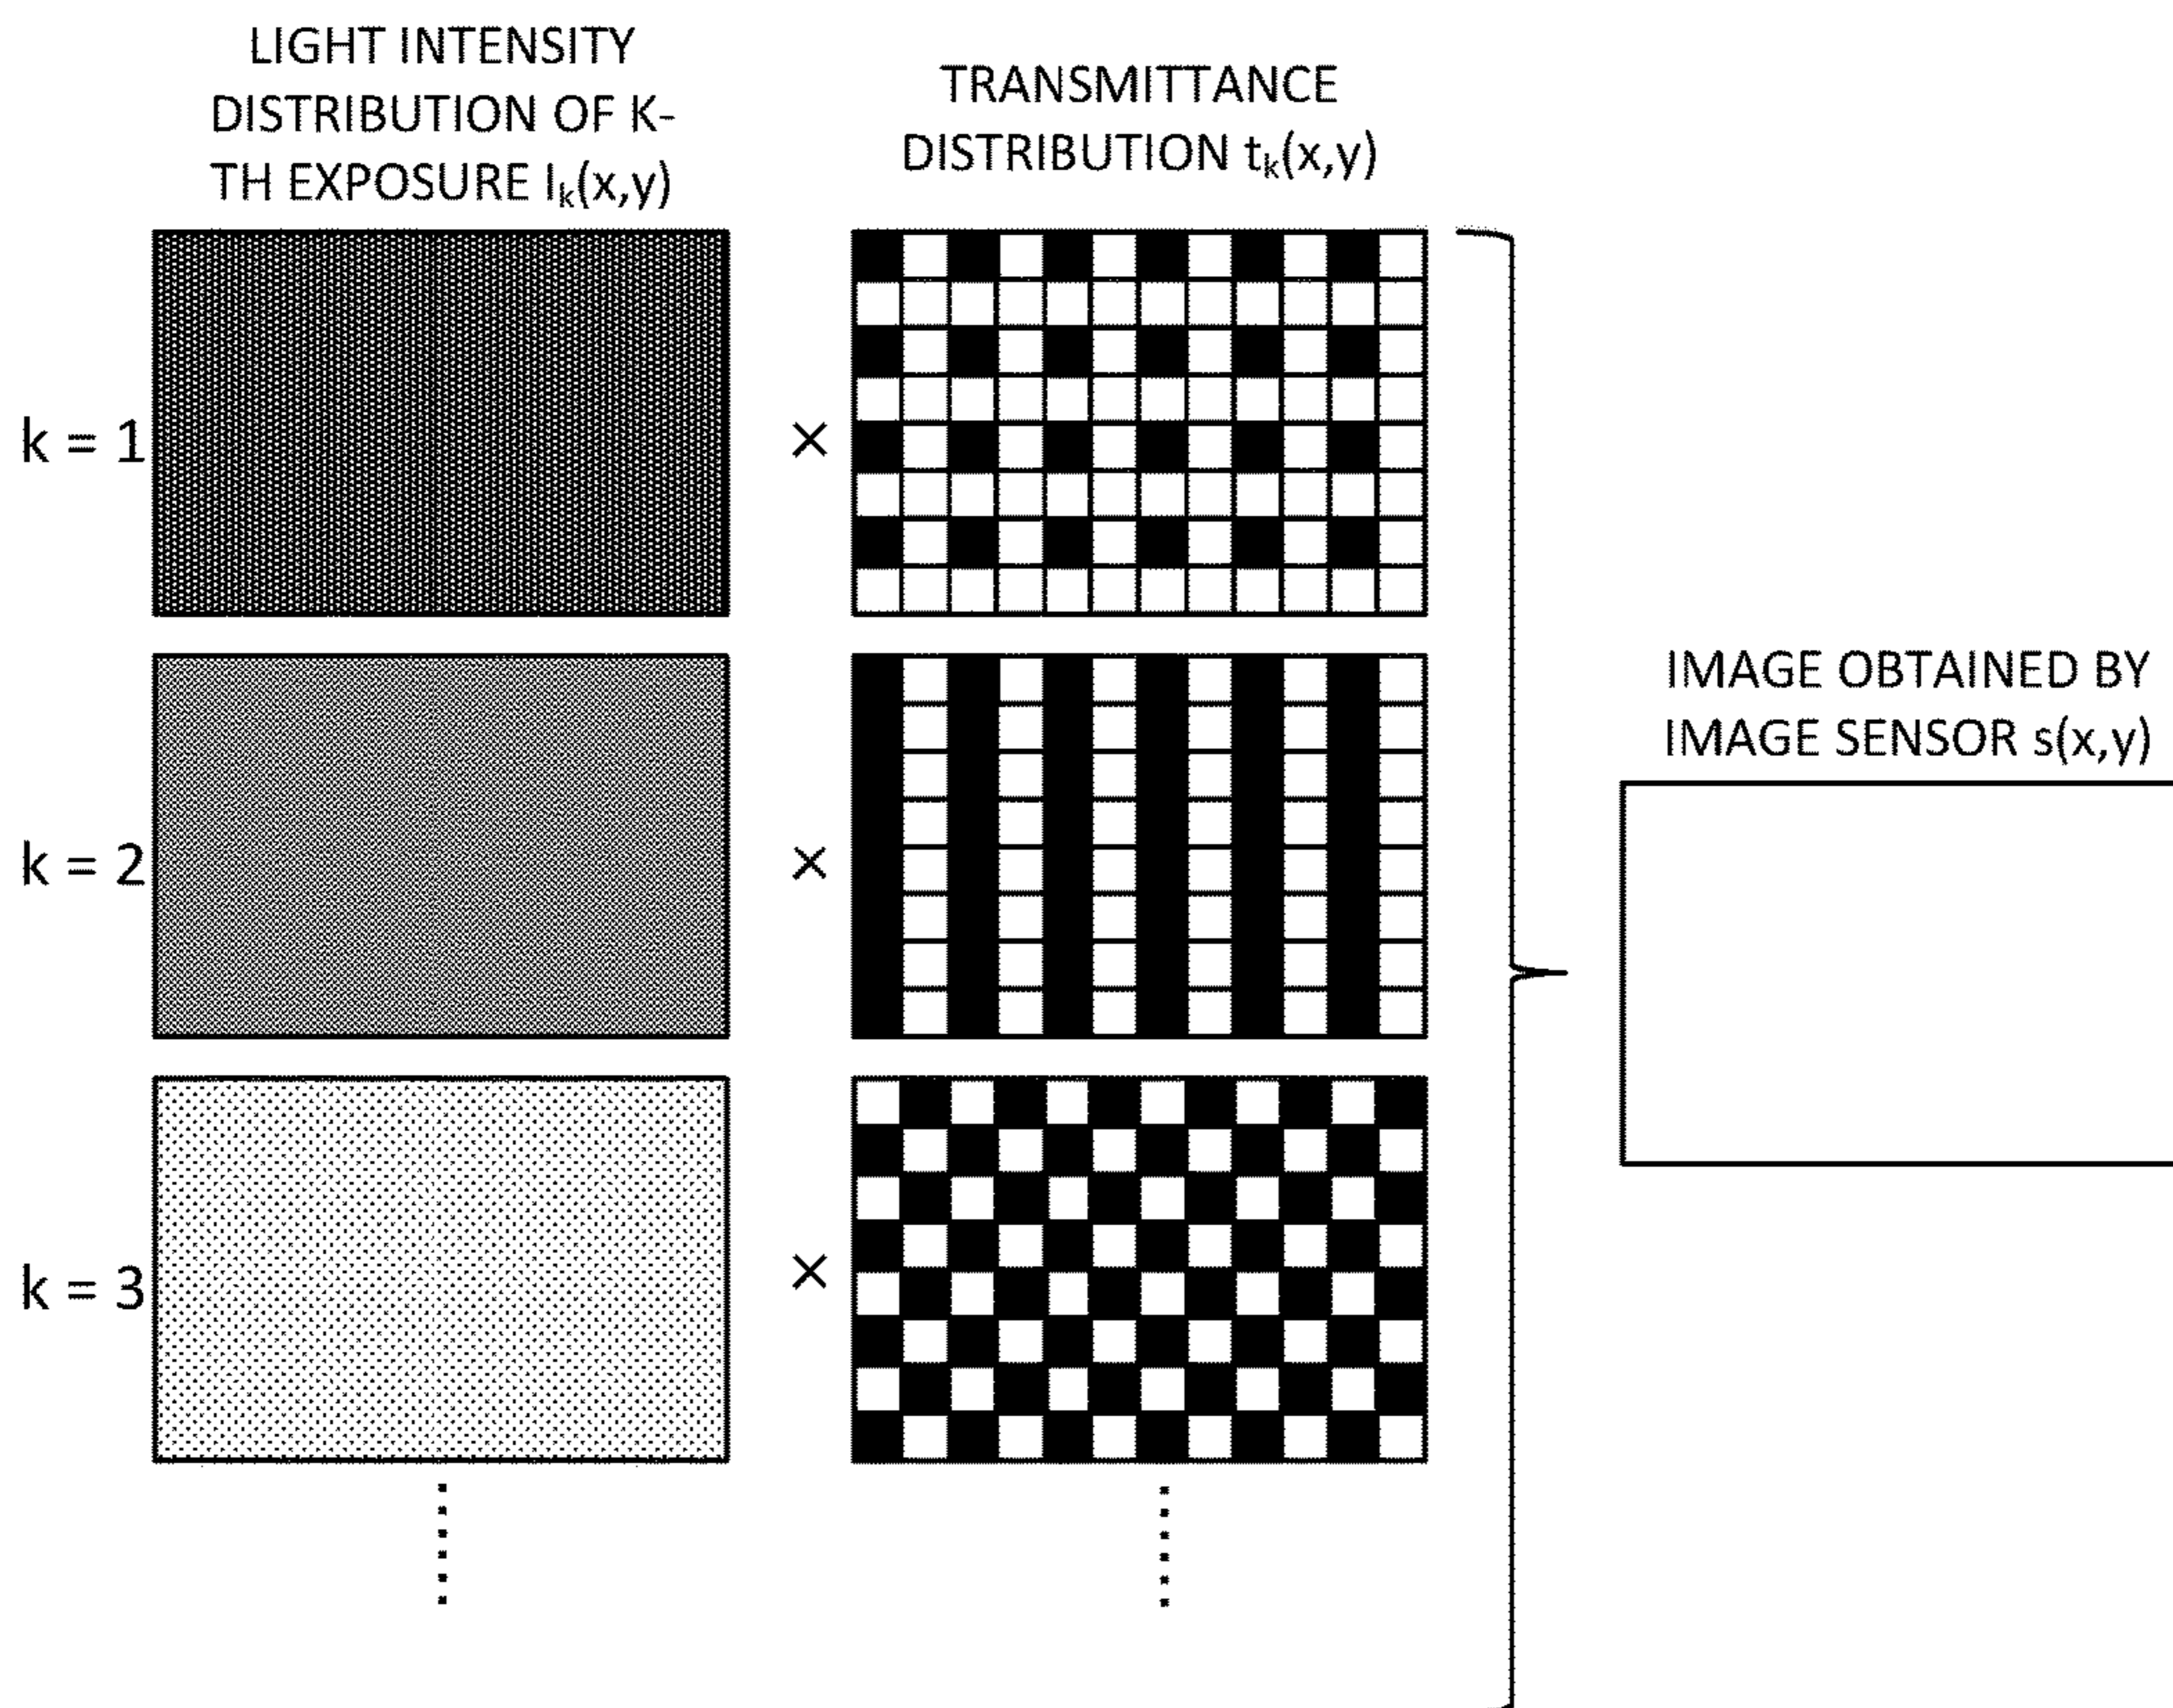 LIGHT INTENSITY
DISTRIBUTION OF K-
TH EXPOSURE Iₖ(x,y)
TRANSMITTANCE
DISTRIBUTION tₖ(x,y)
k = 1
×
k = 2
×
k = 3
×
IMAGE OBTAINED BY
IMAGE SENSOR s(x,y)